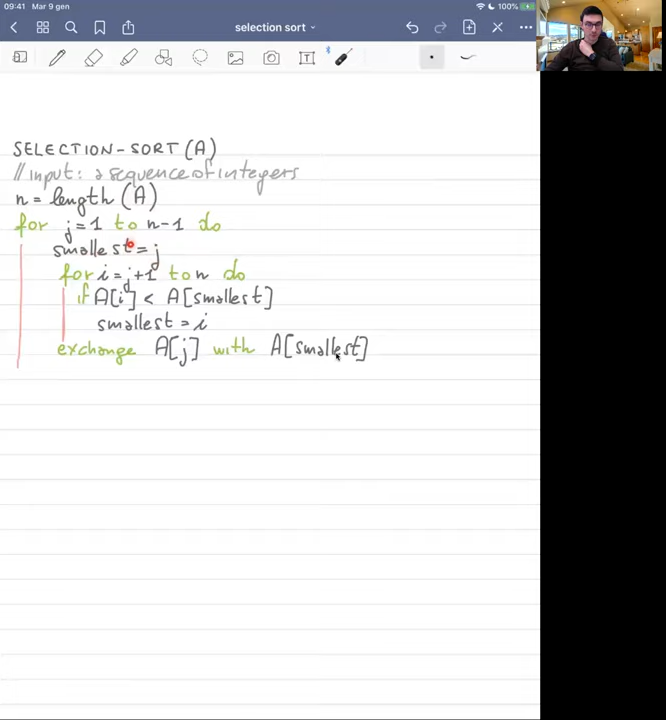 09:41 Mar 9 gen
100%
selection sort
SELECTION-SORT (A)
// input: a sequence of integers
n = length (A)
for j = 1 to n-1 do
smallest = j
for i = j+1 to n do
if A[i] < A[smallest]
smallest = i
exchange A[j] with A[smallest]